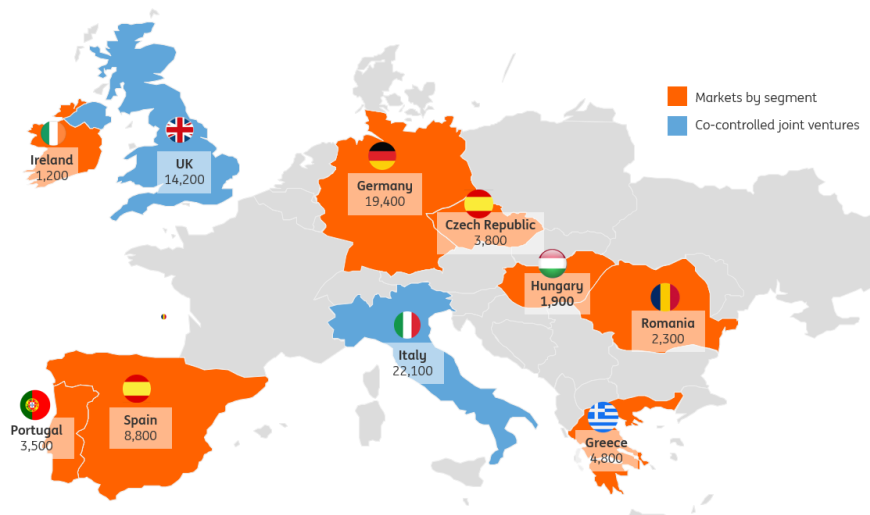 Markets by segment
Co-controlled joint ventures
Ireland
1,200
UK
14,200
Germany
19,400
Czech Republic
3,800
Hungary
1,900
Romania
2,300
Italy
22,100
Portugal
3,500
Spain
8,800
Greece
4,800